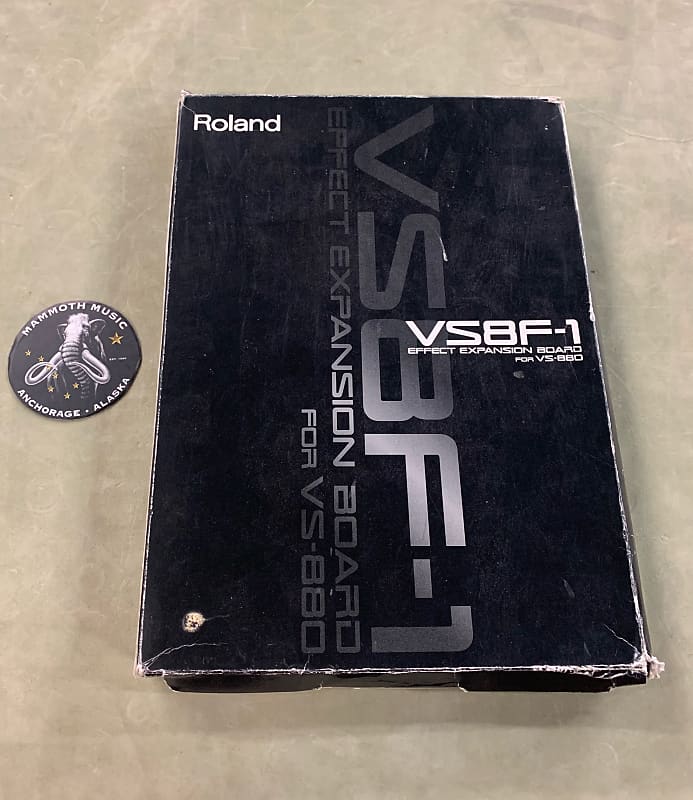 Roland
VS8F-1
EFFECT EXPANSION BOARD
FOR VS-880
VS8F-1
EFFECT EXPANSION BOARD
FOR VS-880
MAMMOTH MUSIC
ANCHORAGE • ALASKA